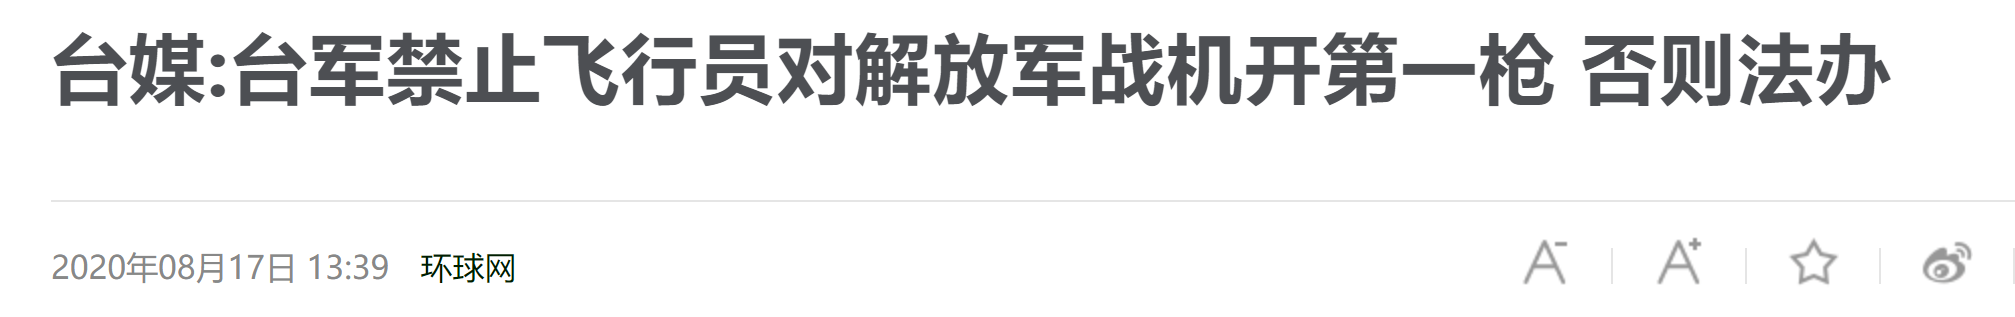 台媒:台军禁止飞行员对解放军战机开第一枪 否则法办
2020年08月17日 13:39 环球网 A- A+